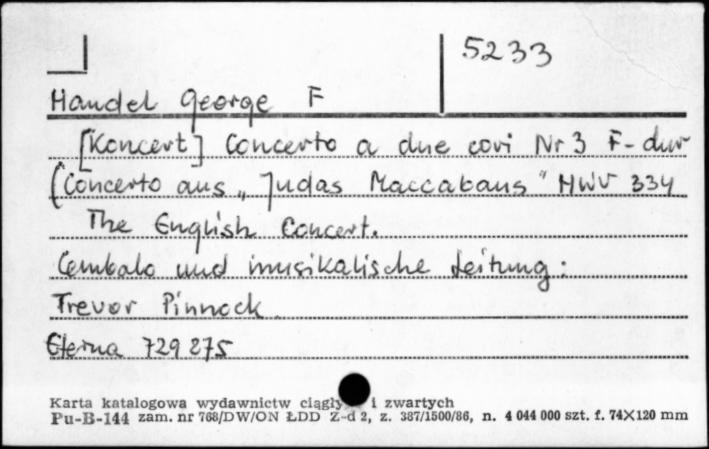 5233
Handel George F
[Koncert] Concerto a due cori Nr 3 F-dur
(Concerto aus „Judas Maccabaus" HWV 334
The English Concert.
Cembalo und musikalische Leitung:
Trevor Pinnock
Eterna 729 275
Karta katalogowa wydawnictw ciągły i zwartych
Pu-B-144 zam. nr 768/DW/ON ŁDD Z-d 2, z. 387/1500/86, n. 4 044 000 szt. f. 74X120 mm